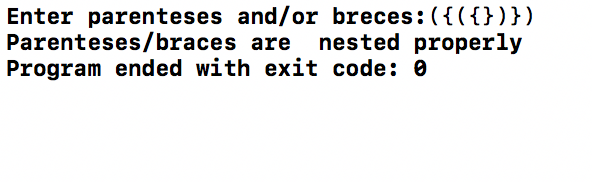 Enter parenteses and/or breces:({({})})
Parenteses/braces are  nested properly
Program ended with exit code: 0